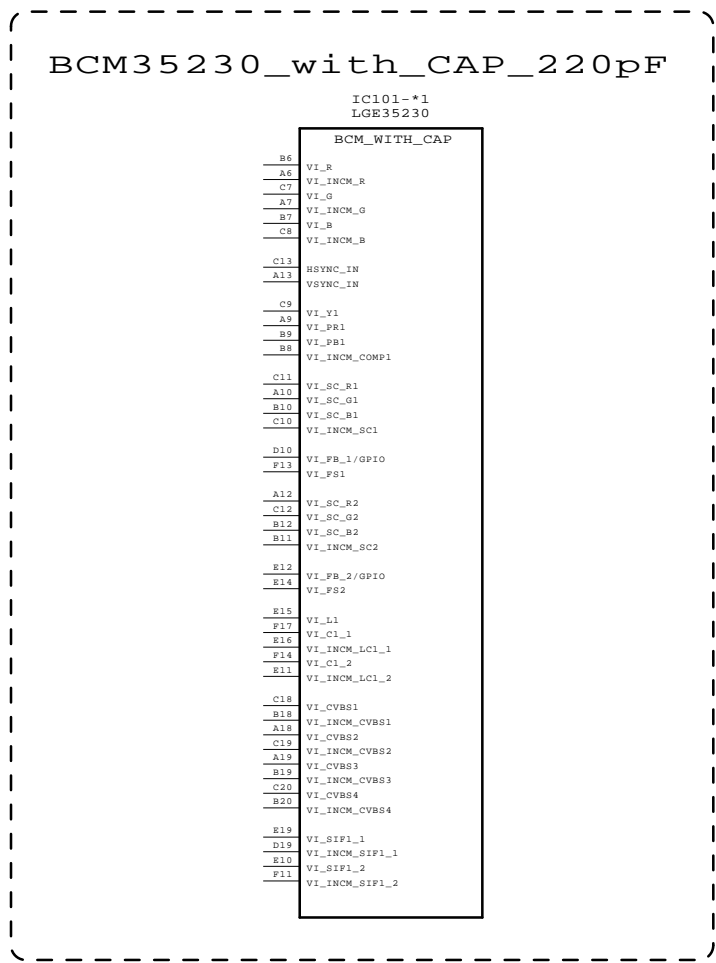 BCM35230_with_CAP_220pF
IC101-*1
LGE35230
BCM_WITH_CAP
B6 VI_R
A6 VI_INCM_R
C7 VI_G
A7 VI_INCM_G
B7 VI_B
C8 VI_INCM_B
C13 HSYNC_IN
A13 VSYNC_IN
C9 VI_Y1
A9 VI_PR1
B9 VI_PB1
B8 VI_INCM_COMP1
C11 VI_SC_R1
A10 VI_SC_G1
B10 VI_SC_B1
C10 VI_INCM_SC1
D10 VI_FB_1/GPIO
F13 VI_FS1
A12 VI_SC_R2
C12 VI_SC_G2
B12 VI_SC_B2
B11 VI_INCM_SC2
E12 VI_FB_2/GPIO
E14 VI_FS2
E15 VI_L1
F17 VI_C1_1
E16 VI_INCM_LC1_1
F14 VI_C1_2
E11 VI_INCM_LC1_2
C18 VI_CVBS1
B18 VI_INCM_CVBS1
A18 VI_CVBS2
C19 VI_INCM_CVBS2
A19 VI_CVBS3
B19 VI_INCM_CVBS3
C20 VI_CVBS4
B20 VI_INCM_CVBS4
E19 VI_SIF1_1
D19 VI_INCM_SIF1_1
E10 VI_SIF1_2
F11 VI_INCM_SIF1_2